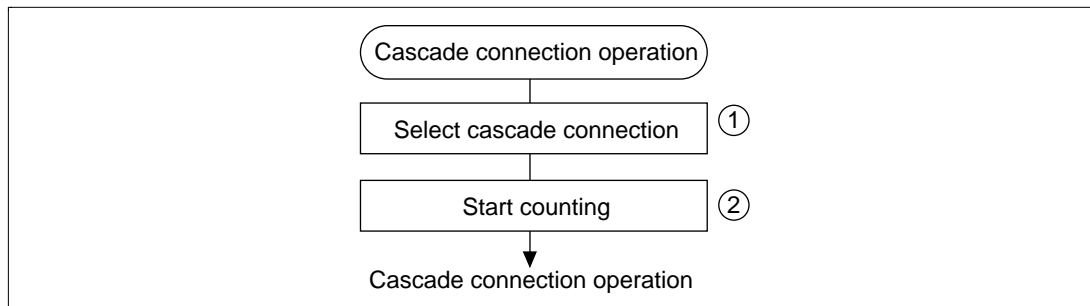 Cascade connection operation
Select cascade connection 1
Start counting 2
Cascade connection operation